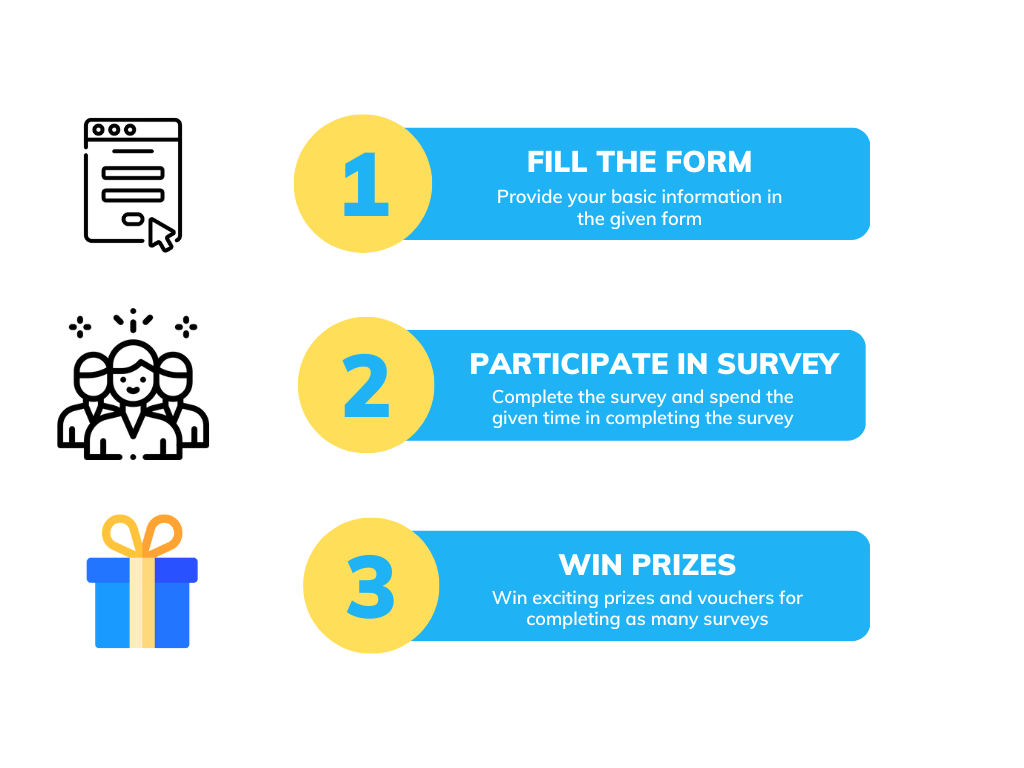 1
FILL THE FORM
Provide your basic information in
the given form
2
PARTICIPATE IN SURVEY
Complete the survey and spend the
given time in completing the survey
3
WIN PRIZES
Win exciting prizes and vouchers for
completing as many surveys